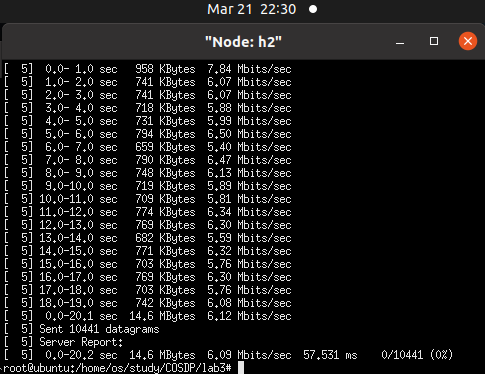 Mar 21 22:30
"Node: h2"
[  5]  0.0- 1.0 sec   958 KBytes  7.84 Mbits/sec
[  5]  1.0- 2.0 sec   741 KBytes  6.07 Mbits/sec
[  5]  2.0- 3.0 sec   741 KBytes  6.07 Mbits/sec
[  5]  3.0- 4.0 sec   718 KBytes  5.88 Mbits/sec
[  5]  4.0- 5.0 sec   731 KBytes  5.99 Mbits/sec
[  5]  5.0- 6.0 sec   794 KBytes  6.50 Mbits/sec
[  5]  6.0- 7.0 sec   659 KBytes  5.40 Mbits/sec
[  5]  7.0- 8.0 sec   790 KBytes  6.47 Mbits/sec
[  5]  8.0- 9.0 sec   748 KBytes  6.13 Mbits/sec
[  5]  9.0-10.0 sec   719 KBytes  5.89 Mbits/sec
[  5] 10.0-11.0 sec   709 KBytes  5.81 Mbits/sec
[  5] 11.0-12.0 sec   774 KBytes  6.34 Mbits/sec
[  5] 12.0-13.0 sec   769 KBytes  6.30 Mbits/sec
[  5] 13.0-14.0 sec   682 KBytes  5.59 Mbits/sec
[  5] 14.0-15.0 sec   771 KBytes  6.32 Mbits/sec
[  5] 15.0-16.0 sec   703 KBytes  5.76 Mbits/sec
[  5] 16.0-17.0 sec   769 KBytes  6.30 Mbits/sec
[  5] 17.0-18.0 sec   703 KBytes  5.76 Mbits/sec
[  5] 18.0-19.0 sec   742 KBytes  6.08 Mbits/sec
[  5]  0.0-20.1 sec  14.6 MBytes  6.12 Mbits/sec
[  5] Sent 10441 datagrams
[  5] Server Report:
[  5]  0.0-20.2 sec  14.6 MBytes  6.09 Mbits/sec  57.531 ms    0/10441 (0%)
root@ubuntu:/home/os/study/COSDP/lab3#